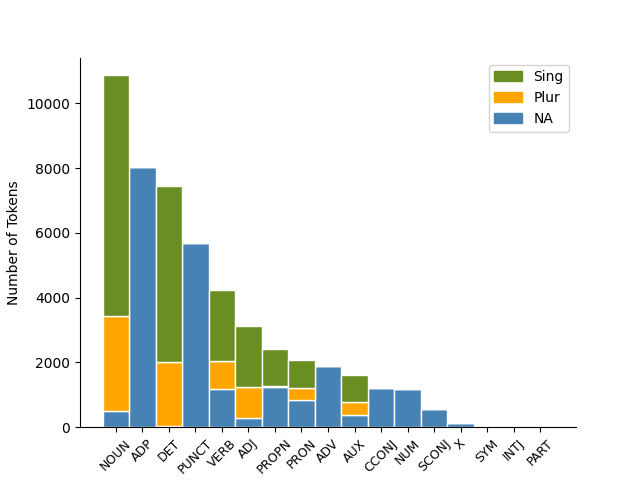 Sing
Plur
NA
Number of Tokens
10000
8000
6000
4000
2000
0
NOUN
ADP
DET
PUNCT
VERB
ADJ
PROPN
PRON
ADV
AUX
CCONJ
NUM
SCONJ
X
SYM
INTJ
PART